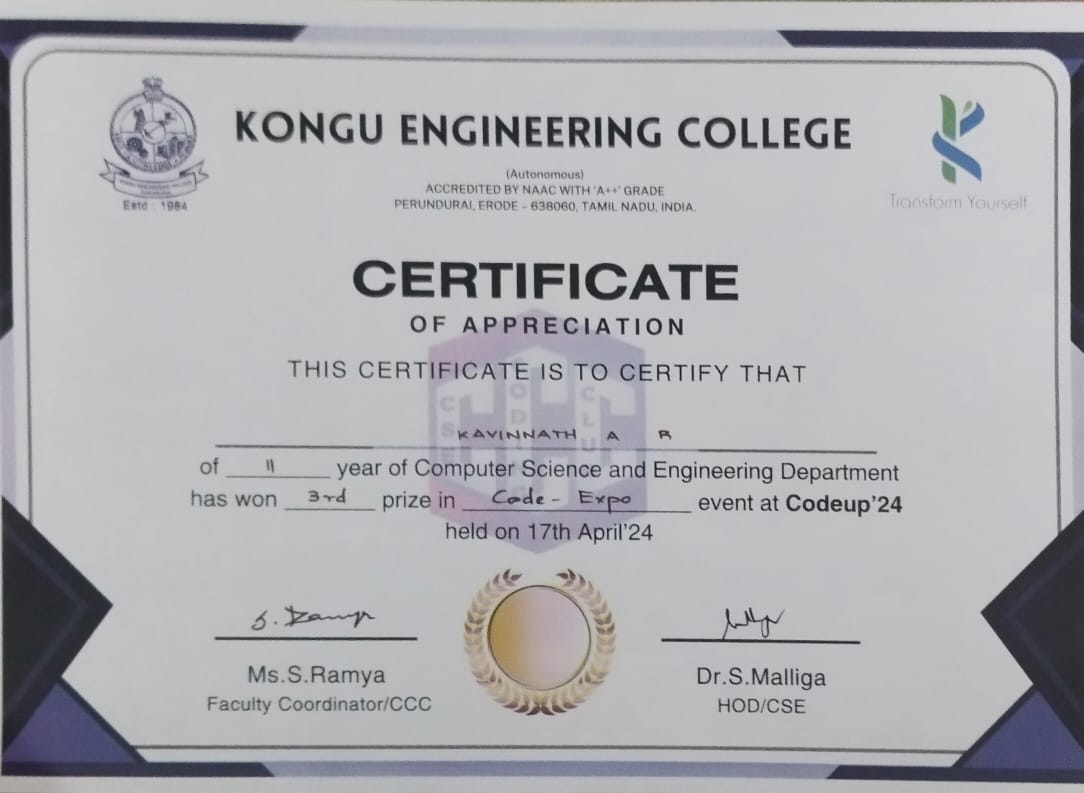 KONGU ENGINEERING COLLEGE
(Autonomous)
ACCREDITED BY NAAC WITH 'A++' GRADE
PERUNDURAI, ERODE - 638060, TAMIL NADU, INDIA.
Estd : 1984
Transform Yourself
CERTIFICATE
OF APPRECIATION
THIS CERTIFICATE IS TO CERTIFY THAT
KAVINNATH A R
of II year of Computer Science and Engineering Department
has won 3rd prize in Code - Expo event at Codeup'24
held on 17th April'24
S. Ramya
Ms.S.Ramya
Dr.S.Malliga
Faculty Coordinator/CCC
HOD/CSE